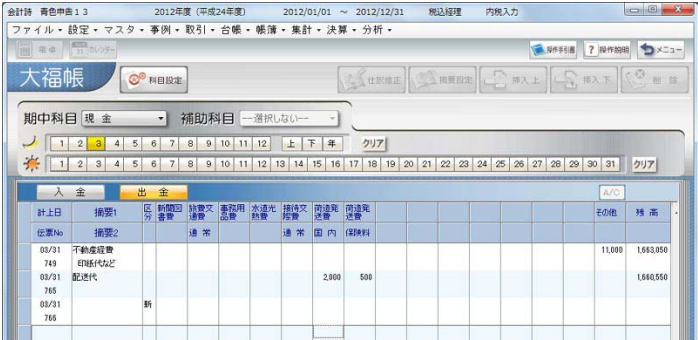 会計詩 青色申告13 2012年度（平成24年度） 2012/01/01 ～ 2012/12/31 税込経理 内税入力
ファイル・ 設定・ マスタ・ 事例・ 取引・ 台帳・ 帳簿・ 集計・ 決算・ 分析・
電卓 31 カレンダー 操作手引書 ? 操作説明 メニュー
大福帳 科目設定 仕訳修正 摘要設定 挿入上 挿入下 削除
期中科目 現 金 補助科目 ---選択しない---
1 2 3 4 5 6 7 8 9 10 11 12 上 下 年 クリア
1 2 3 4 5 6 7 8 9 10 11 12 13 14 15 16 17 18 19 20 21 22 23 24 25 26 27 28 29 30 31 クリア
入 金 出 金 A/C
計上日 摘要1 区分 新聞図書費 旅費交通費 事務用品費 水道光熱費 接待交際費 荷造発送費 荷造発送費 その他 残 高
伝票No 摘要2 通 常 通 常 国 内 保険料
03/31 不動産経費 11,000 1,663,050
749 印紙代など
03/31 配送代 2,000 500 1,660,550
765
03/31 新
766